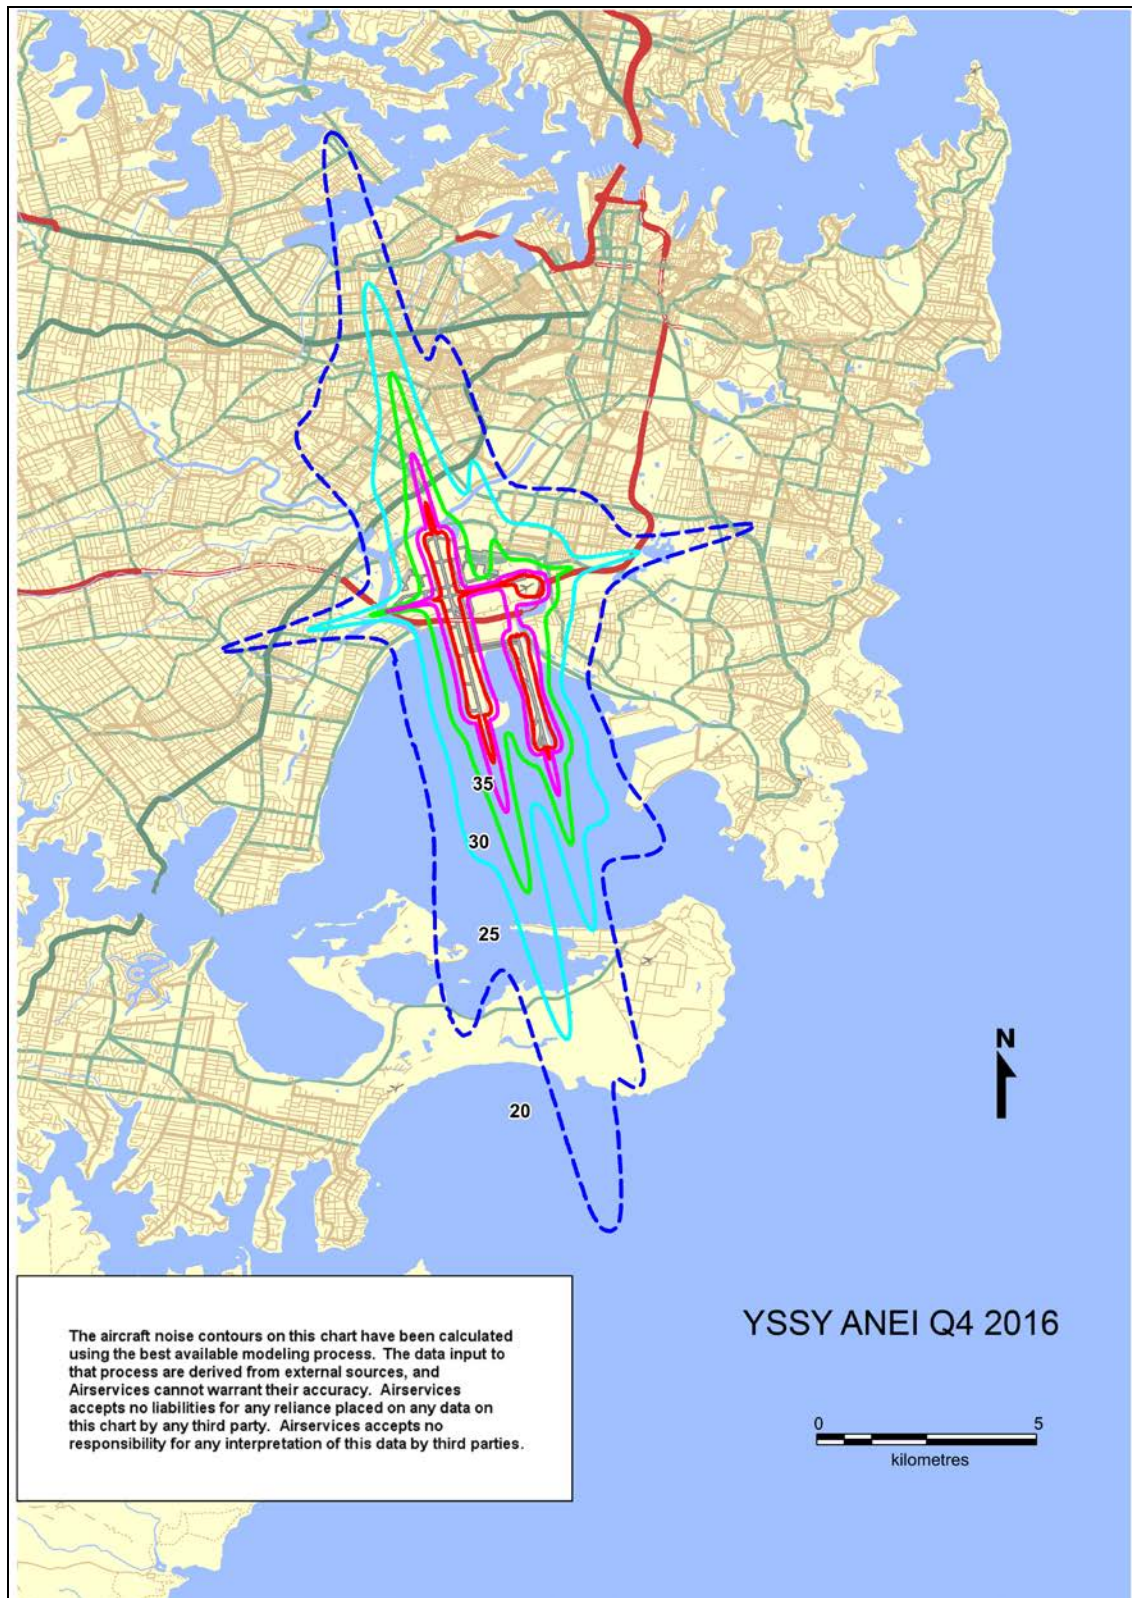 35
30
25
20
N
YSSY ANEI Q4 2016
The aircraft noise contours on this chart have been calculated
using the best available modeling process.  The data input to
that process are derived from external sources, and
Airservices cannot warrant their accuracy.  Airservices
accepts no liabilities for any reliance placed on any data on
this chart by any third party.  Airservices accepts no
responsibility for any interpretation of this data by third parties.
0 5
kilometres